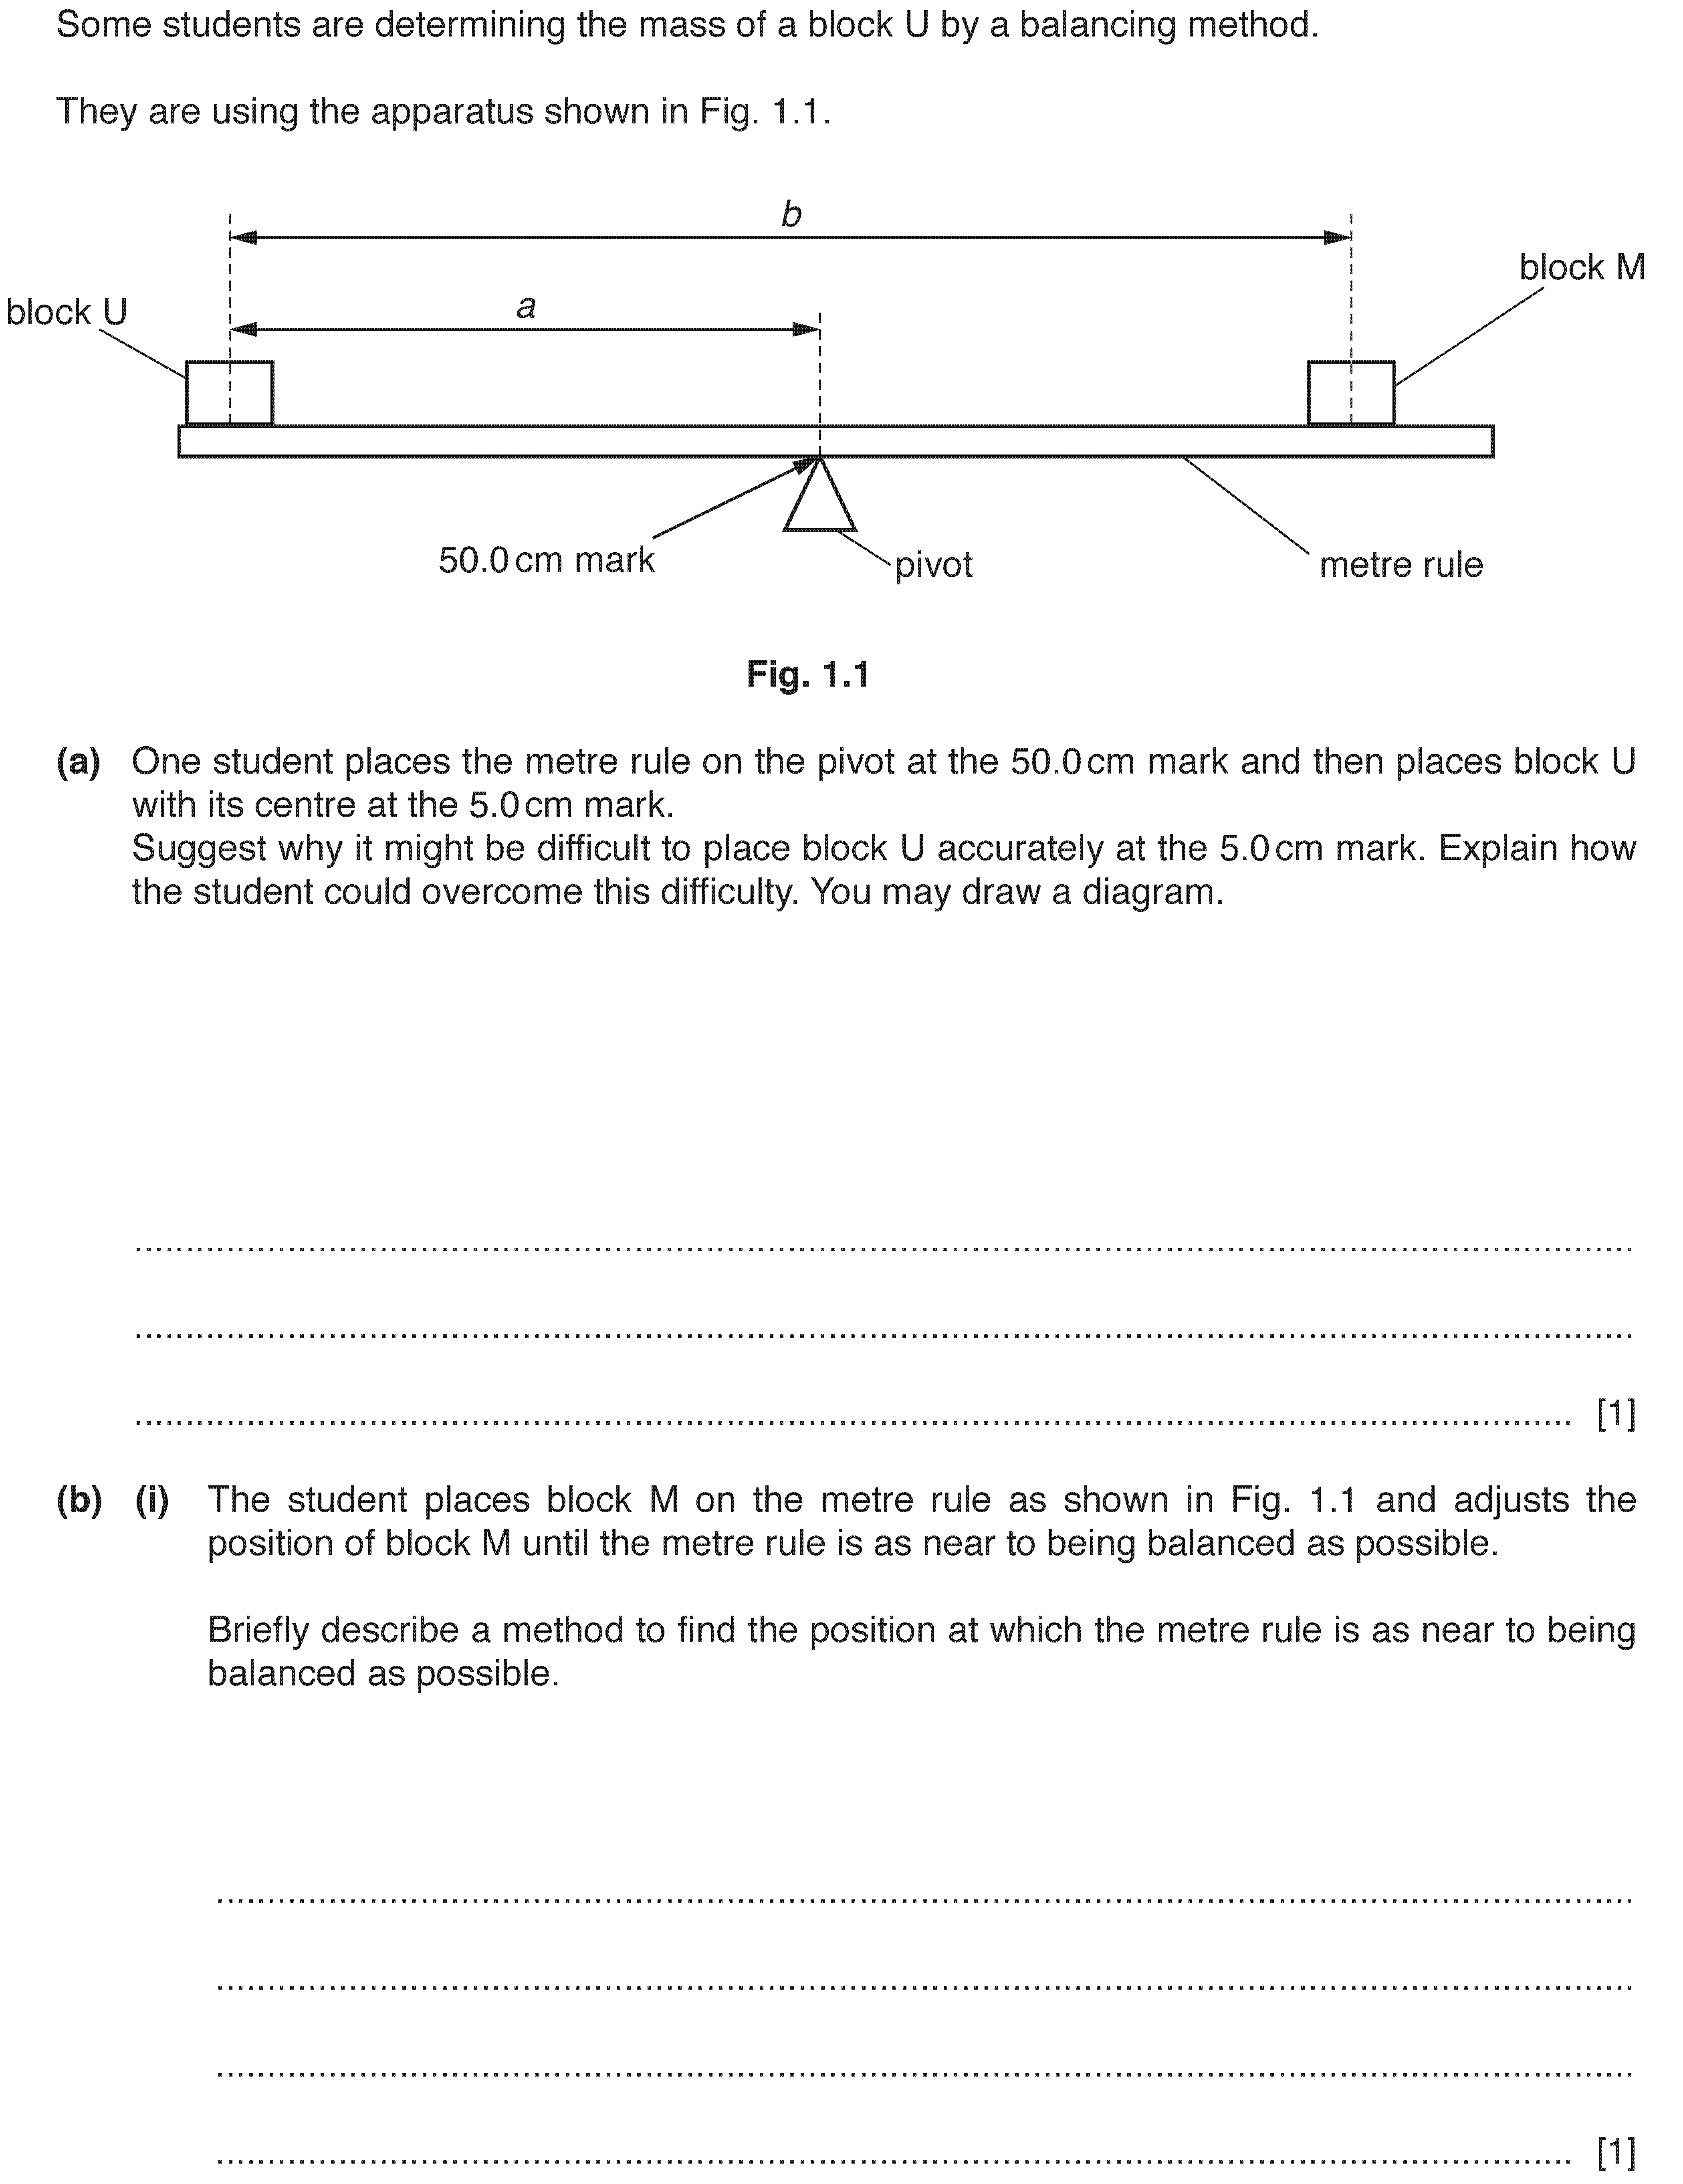 Some students are determining the mass of a block U by a balancing method.
They are using the apparatus shown in Fig. 1.1.
b
block M
a
block U
50.0 cm mark
pivot
metre rule
Fig. 1.1
(a) One student places the metre rule on the pivot at the 50.0 cm mark and then places block U
with its centre at the 5.0 cm mark.
Suggest why it might be difficult to place block U accurately at the 5.0 cm mark. Explain how
the student could overcome this difficulty. You may draw a diagram.
[1]
(b) (i) The student places block M on the metre rule as shown in Fig. 1.1 and adjusts the
position of block M until the metre rule is as near to being balanced as possible.
Briefly describe a method to find the position at which the metre rule is as near to being
balanced as possible.
[1]